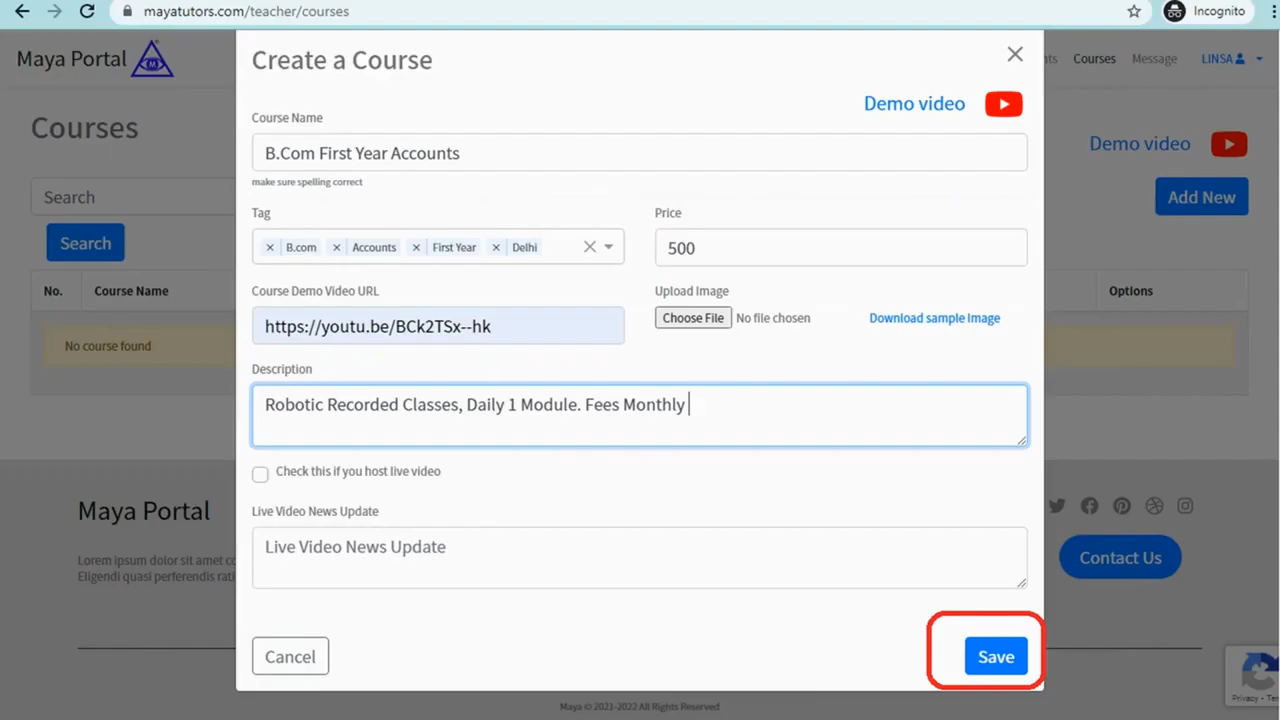 mayatutors.com/teacher/courses
Incognito
Maya Portal
Courses
Message
LINSA
Create a Course
Demo video
Courses
Demo video
Course Name
B.Com First Year Accounts
make sure spelling correct
Search
Add New
Tag
Price
× B.com × Accounts × First Year × Delhi
500
Search
No.
Course Name
Options
Course Demo Video URL
Upload Image
https://youtu.be/BCk2TSx--hk
Choose File No file chosen
Download sample Image
No course found
Description
Robotic Recorded Classes, Daily 1 Module. Fees Monthly
Check this if you host live video
Maya Portal
Live Video News Update
Live Video News Update
Lorem ipsum dolor sit amet
Eligendi quasi perferendis
Contact Us
Cancel
Save
Maya © 2021-2022 All Rights Reserved
Privacy